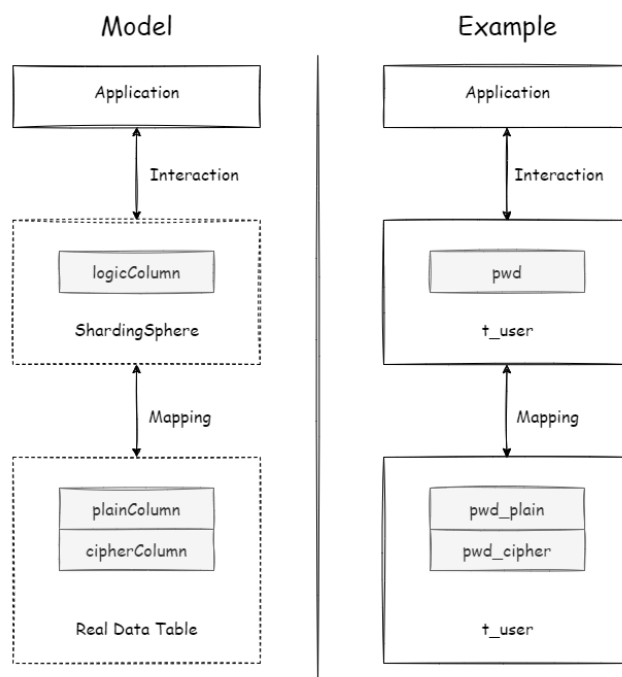 Model
Application
Interaction
logicColumn
ShardingSphere
Mapping
plainColumn
cipherColumn
Real Data Table
Example
Application
Interaction
pwd
t_user
Mapping
pwd_plain
pwd_cipher
t_user